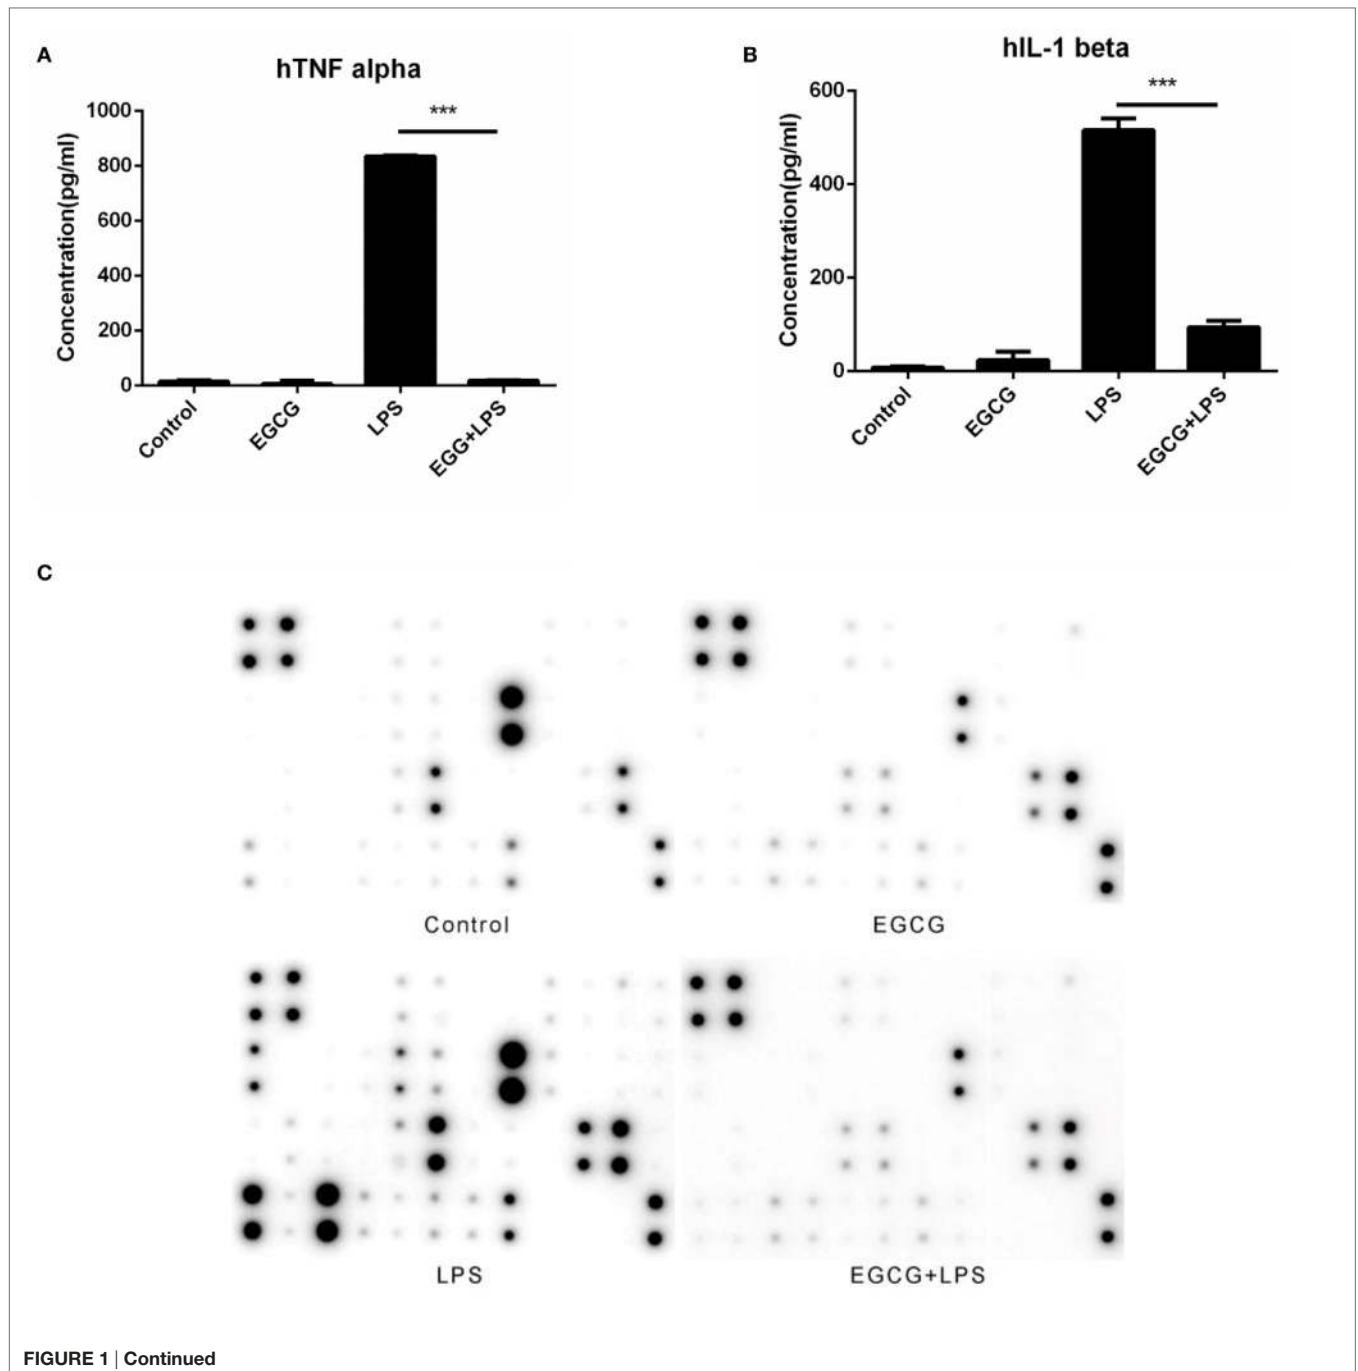 A
hTNF alpha
***
Concentration(pg/ml)
1000
800
600
400
200
0
Control
EGCG
LPS
EGG+LPS
B
hIL-1 beta
***
Concentration(pg/ml)
600
400
200
0
Control
EGCG
LPS
EGCG+LPS
C
Control
EGCG
LPS
EGCG+LPS
FIGURE 1 | Continued